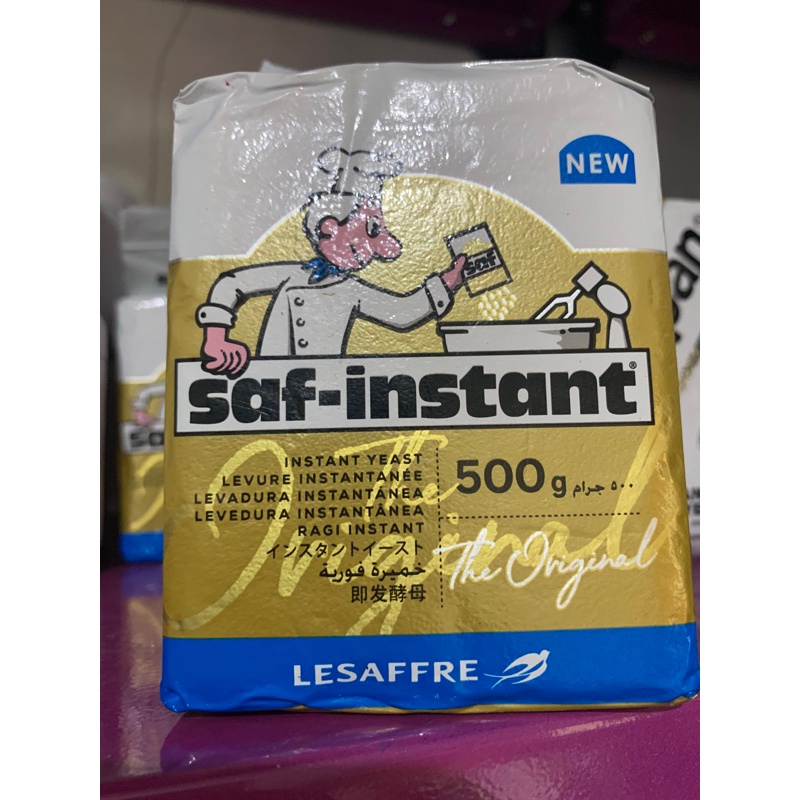 NEW
saf
saf-instant®
INSTANT YEAST
LEVURE INSTANTANÉE
LEVADURA INSTANTÁNEA
LEVEDURA INSTANTÂNEA
RAGI INSTANT
インスタントイースト
خميرة فورية
即发酵母
500g ٥٠٠ جرام
The Original
LESAFFRE